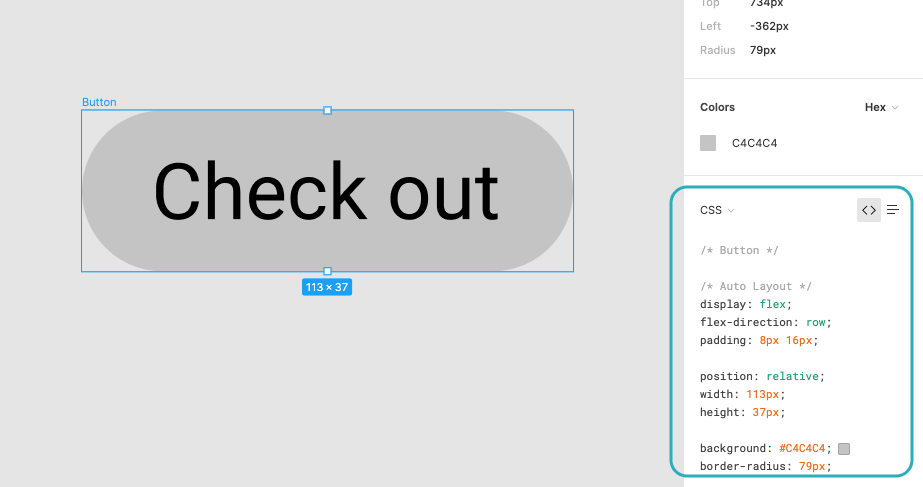 Top 734px
Left -362px
Radius 79px
Colors Hex
C4C4C4
Button
Check out
113 × 37
CSS
/* Button */
/* Auto Layout */
display: flex;
flex-direction: row;
padding: 8px 16px;
position: relative;
width: 113px;
height: 37px;
background: #C4C4C4;
border-radius: 79px;